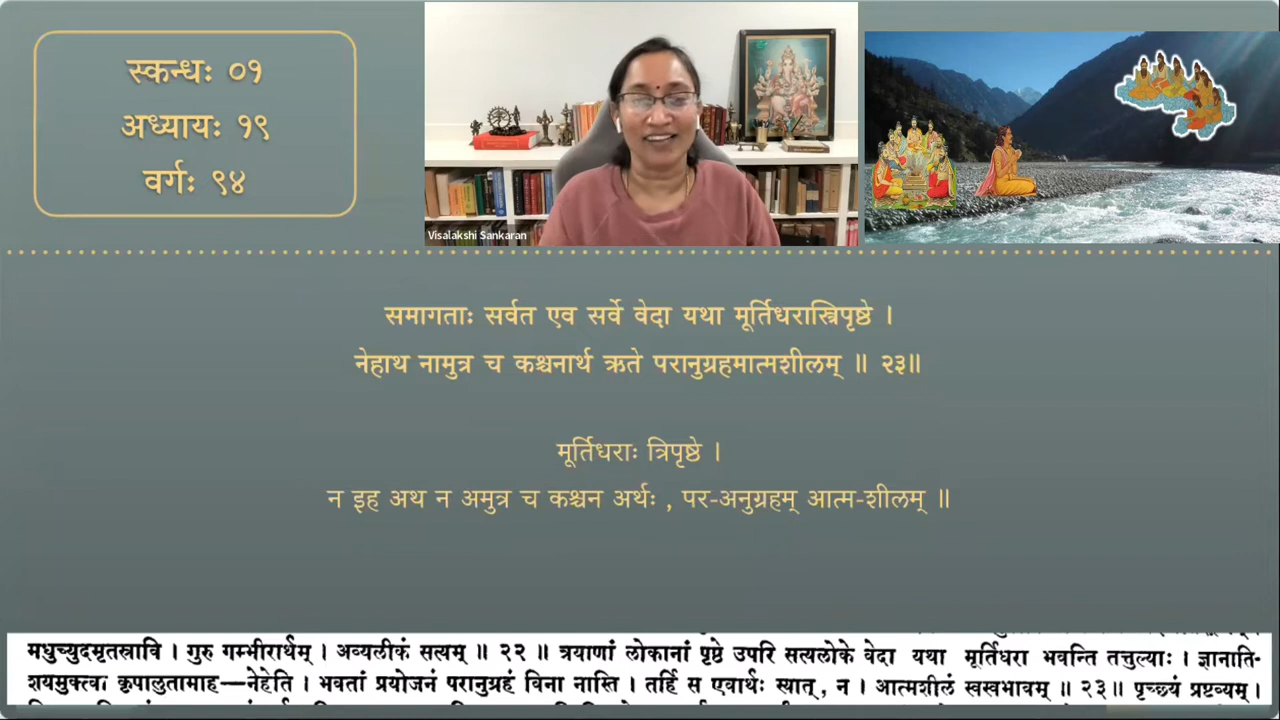 स्कन्धः ०१
अध्यायः १९
वर्गः ९४
Visalakshi Sankaran
समागताः सर्वत एव सर्वे वेदा यथा मूर्तिधरास्त्रिपृष्ठे ।
नेहाथ नामुत्र च कश्चनार्थ ऋते परानुग्रहमात्मशीलम् ॥ २३॥
मूर्तिधराः त्रिपृष्ठे ।
न इह अथ न अमुत्र च कश्चन अर्थः , पर-अनुग्रहम् आत्म-शीलम् ॥
मधुच्युदमृतस्रावि । गुरु गम्भीरार्थम् । अव्यलीकं सत्यम् ॥ २२ ॥ त्रयाणां लोकानां पृष्ठे उपरि सत्यलोके वेदा यथा मूर्तिधरा भवन्ति तत्तुल्याः । ज्ञानाति-
शयमुक्त्वा कृपालुतामाह—नेहेति । भवतां प्रयोजनं परानुग्रहं विना नास्ति । तर्हि स एवार्थः स्यात् , न । आत्मशीलं स्वस्वभावम् ॥ २३॥ पृच्छ्यं प्रष्टव्यम् ।